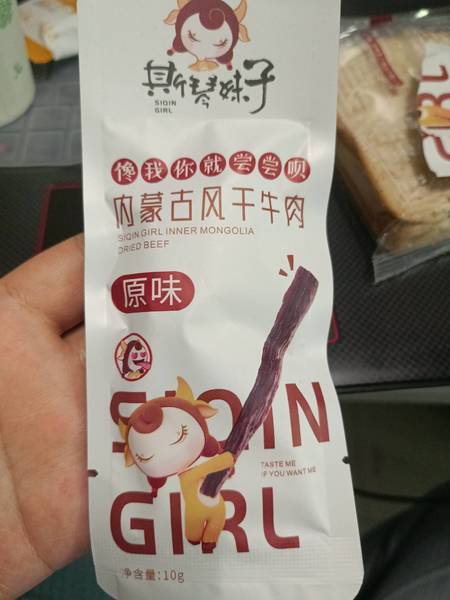 斯琴妹子
SIQIN
GIRL
馋我你就尝尝呗
内蒙古风干牛肉
SIQIN GIRL INNER MONGOLIA
DRIED BEEF
原味
SIQIN
TASTE ME
IF YOU WANT ME
GIRL
净含量:10g